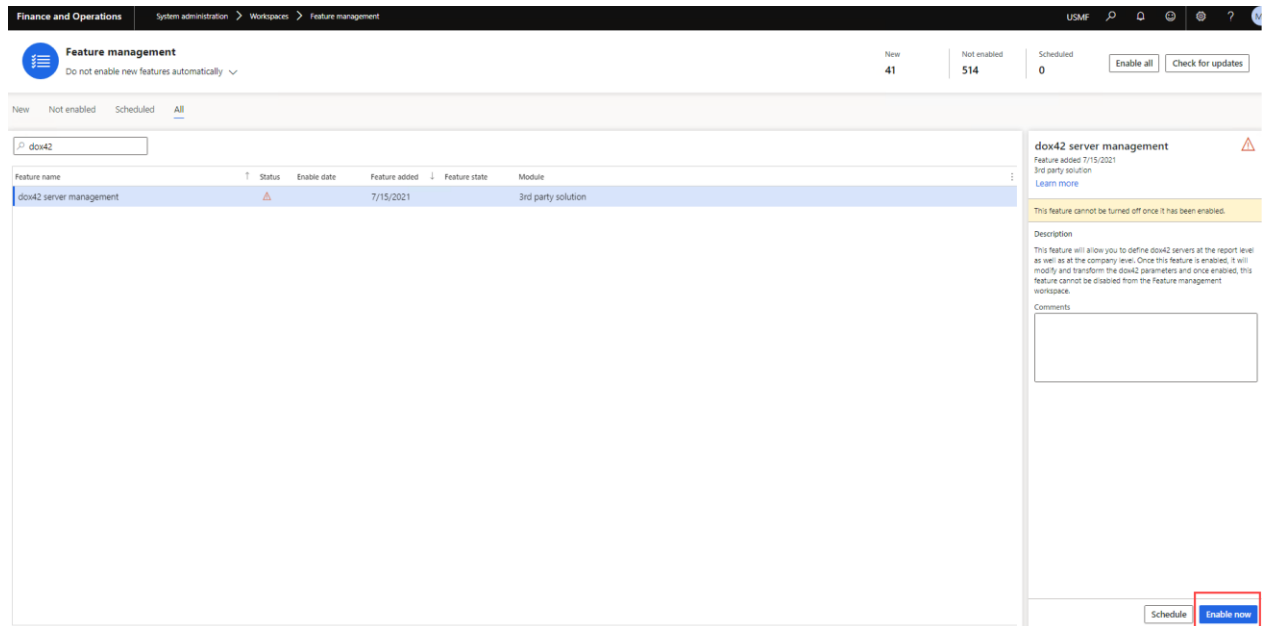 Finance and Operations System administration > Workspaces > Feature management USMF ? M
Feature management
Do not enable new features automatically
New Not enabled Scheduled
41 514 0
Enable all Check for updates
New Not enabled Scheduled All
dox42
Feature name ↑ Status Enable date Feature added ↓ Feature state Module
dox42 server management 7/15/2021 3rd party solution
dox42 server management
Feature added 7/15/2021
3rd party solution
Learn more
This feature cannot be turned off once it has been enabled.
Description
This feature will allow you to define dox42 servers at the report level
as well as at the company level. Once this feature is enabled, it will
modify and transform the dox42 parameters and once enabled, this
feature cannot be disabled from the Feature management
workspace.
Comments
Schedule Enable now